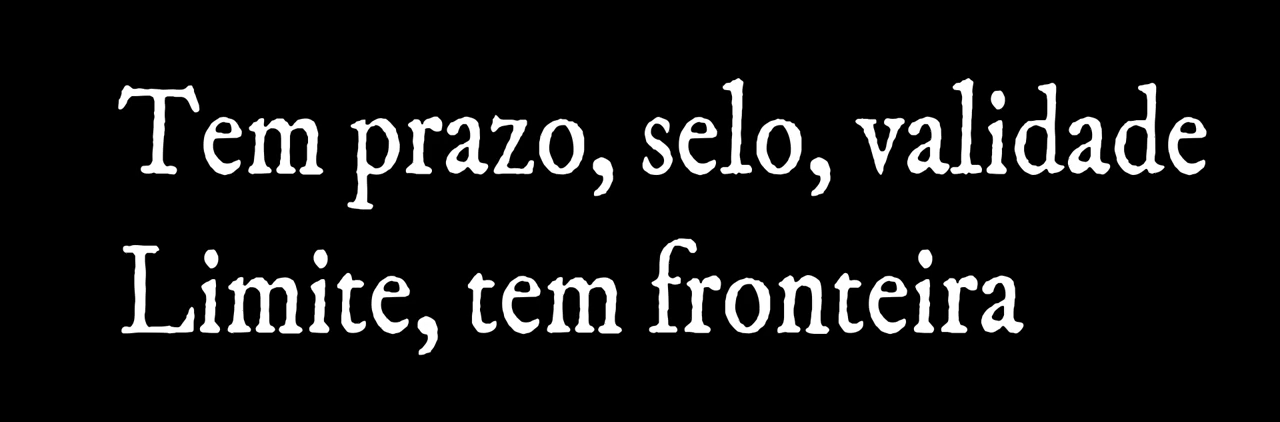 Tem prazo, selo, validade
Limite, tem fronteira